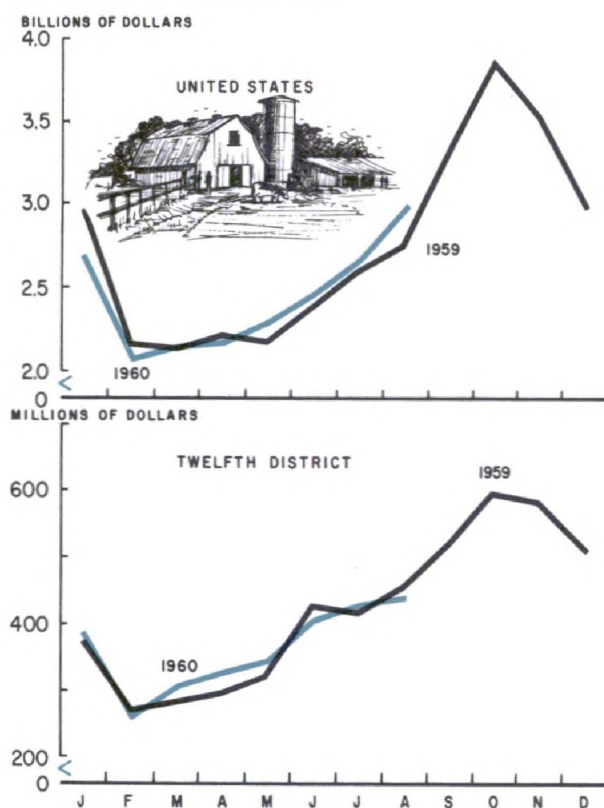 BILLIONS OF DOLLARS
4.0
UNITED STATES
3.5
3.0
1959
2.5
2.0
1960
0
MILLIONS OF DOLLARS
TWELFTH DISTRICT
1959
600
400
1960
200
0
J F M A M J J A S O N D